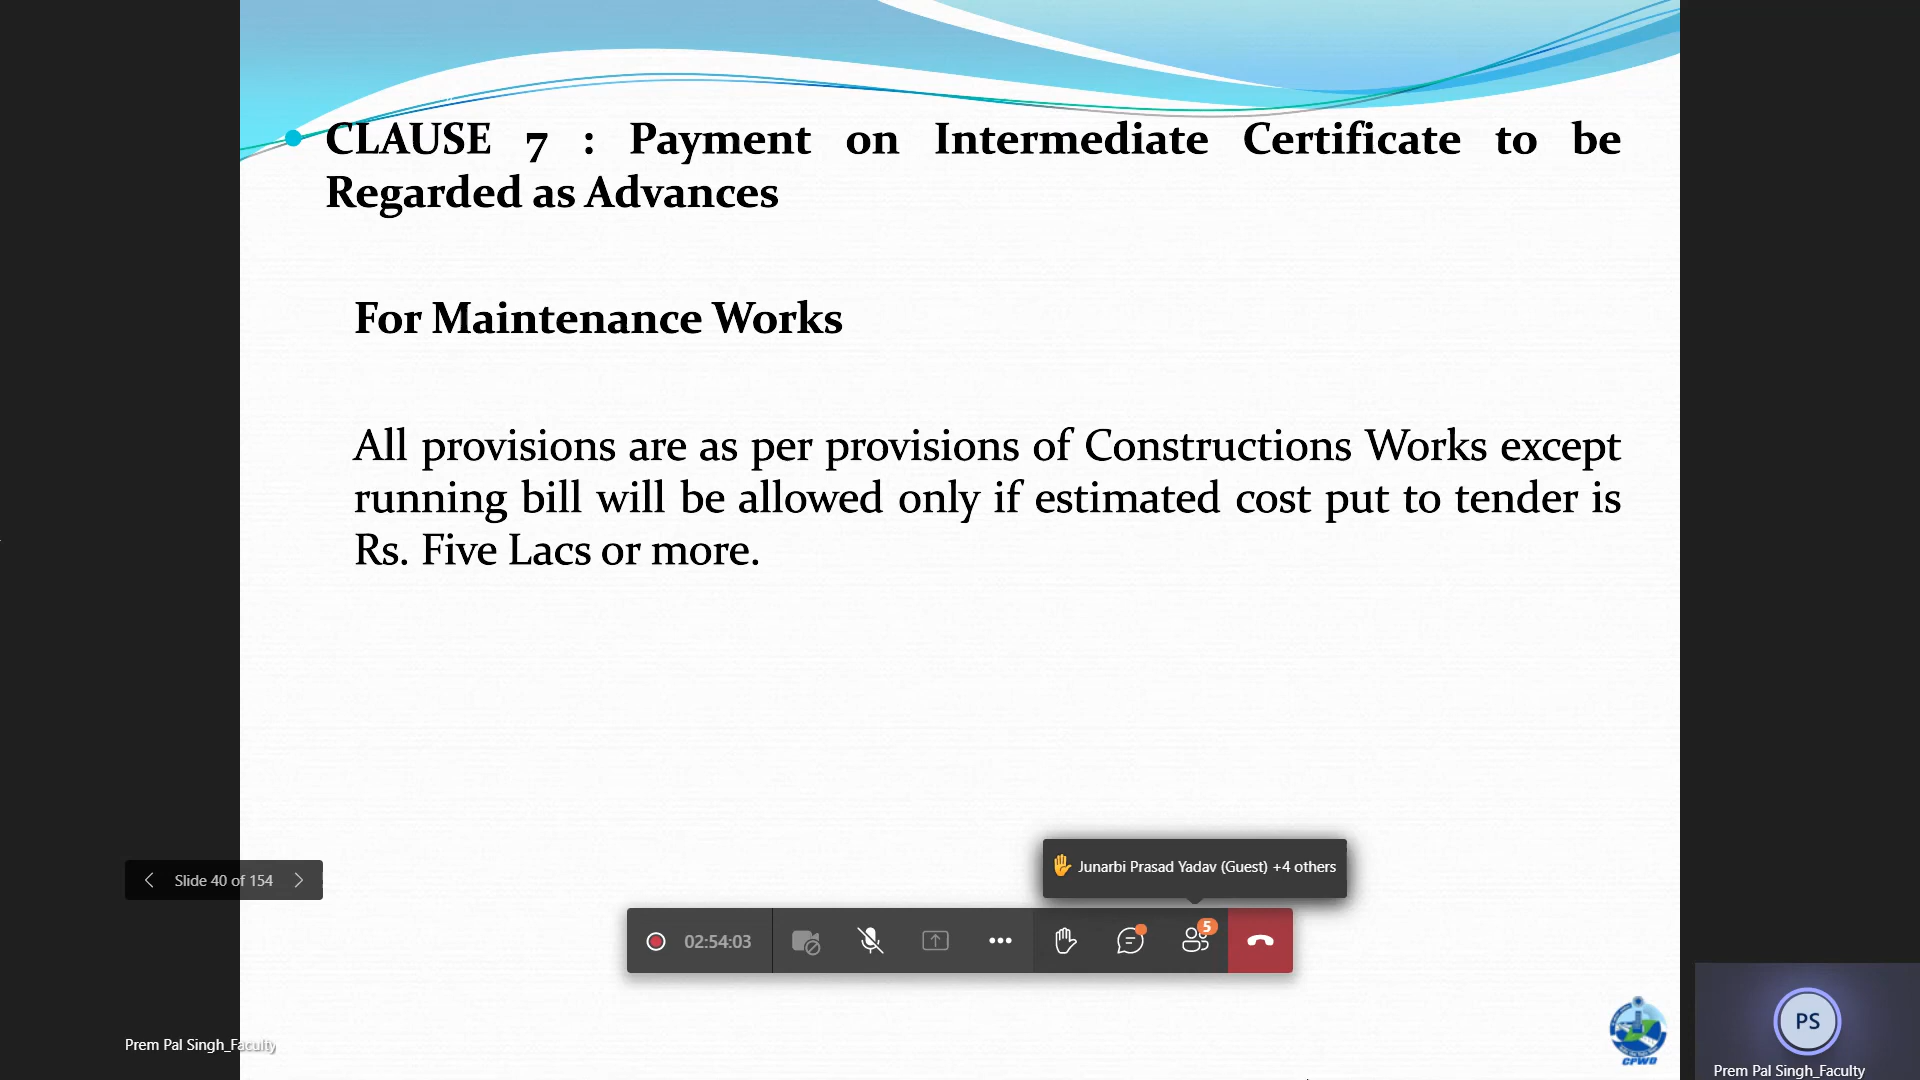 CLAUSE 7 : Payment on Intermediate Certificate to be
Regarded as Advances
For Maintenance Works
All provisions are as per provisions of Constructions Works except
running bill will be allowed only if estimated cost put to tender is
Rs. Five Lacs or more.
Junarbi Prasad Yadav (Guest) +4 others
Slide 40 of 154
5
02:54:03
CPWD
PS
Prem Pal Singh_Faculty
Prem Pal Singh_Faculty